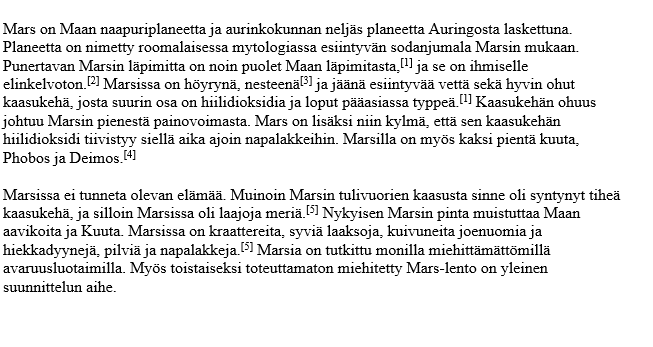 Mars on Maan naapuriplaneetta ja aurinkokunnan neljäs planeetta Auringosta laskettuna.
Planeetta on nimetty roomalaisessa mytologiassa esiintyvän sodanjumala Marsin mukaan.
Punertavan Marsin läpimitta on noin puolet Maan läpimitasta,[1] ja se on ihmiselle
elinkelvoton.[2] Marsissa on höyrynä, nesteenä[3] ja jäänä esiintyvää vettä sekä hyvin ohut
kaasukehä, josta suurin osa on hiilidioksidia ja loput pääasiassa typpeä.[1] Kaasukehän ohuus
johtuu Marsin pienestä painovoimasta. Mars on lisäksi niin kylmä, että sen kaasukehän
hiilidioksidi tiivistyy siellä aika ajoin napalakkeihin. Marsilla on myös kaksi pientä kuuta,
Phobos ja Deimos.[4]

Marsissa ei tunneta olevan elämää. Muinoin Marsin tulivuorien kaasusta sinne oli syntynyt tiheä
kaasukehä, ja silloin Marsissa oli laajoja meriä.[5] Nykyisen Marsin pinta muistuttaa Maan
aavikoita ja Kuuta. Marsissa on kraattereita, syviä laaksoja, kuivuneita joenuomia ja
hiekkadyynejä, pilviä ja napalakkeja.[5] Marsia on tutkittu monilla miehittämättömillä
avaruusluotaimilla. Myös toistaiseksi toteuttamaton miehitetty Mars-lento on yleinen
suunnittelun aihe.